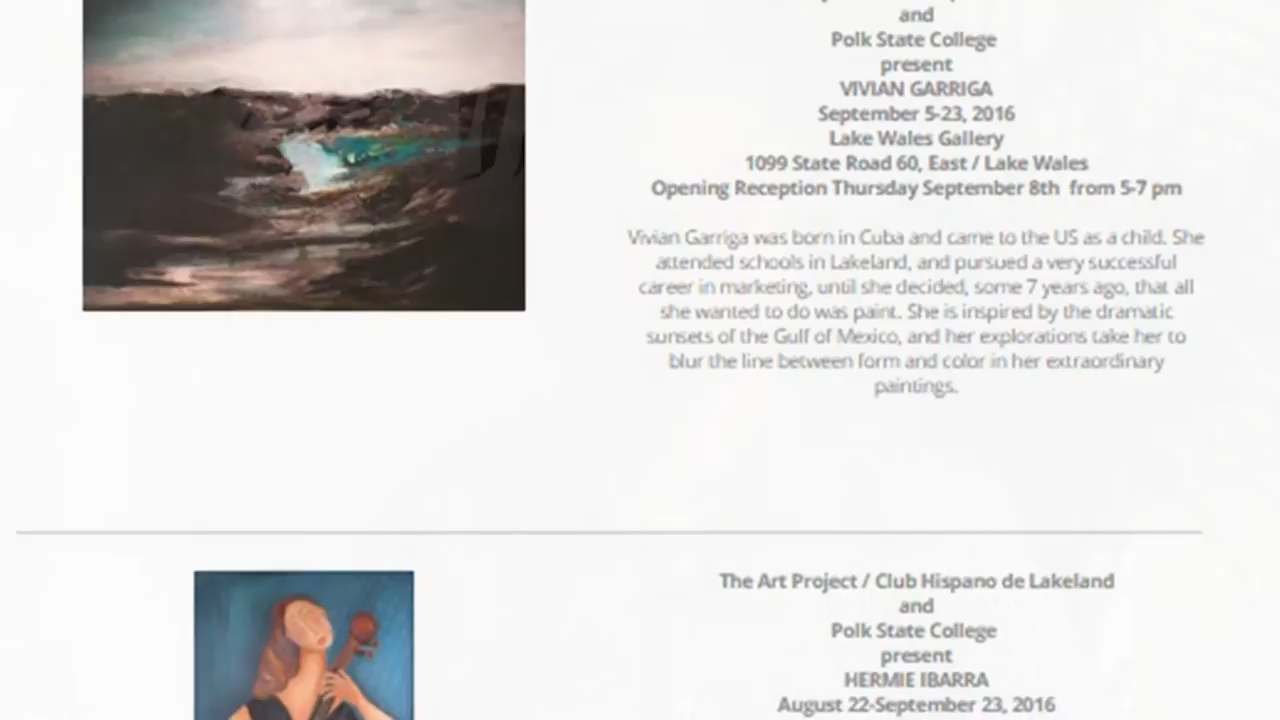 and
Polk State College
present
VIVIAN GARRIGA
September 5-23, 2016
Lake Wales Gallery
1099 State Road 60, East / Lake Wales
Opening Reception Thursday September 8th from 5-7 pm
Vivian Garriga was born in Cuba and came to the US as a child. She
attended schools in Lakeland, and pursued a very successful
career in marketing, until she decided, some 7 years ago, that all
she wanted to do was paint. She is inspired by the dramatic
sunsets of the Gulf of Mexico, and her explorations take her to
blur the line between form and color in her extraordinary
paintings.
The Art Project / Club Hispano de Lakeland
and
Polk State College
present
HERMIE IBARRA
August 22-September 23, 2016